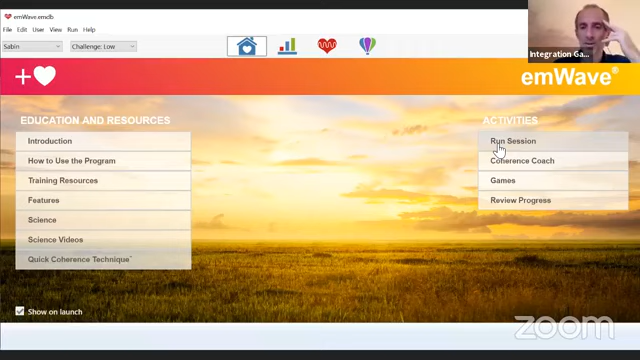 emWave.emdb
File Edit User View Run Help
Sabin
Challenge: Low
Integration Ga...
emWave®
EDUCATION AND RESOURCES
Introduction
How to Use the Program
Training Resources
Features
Science
Science Videos
Quick Coherence Technique
ACTIVITIES
Run Session
Coherence Coach
Games
Review Progress
Show on launch
zoom